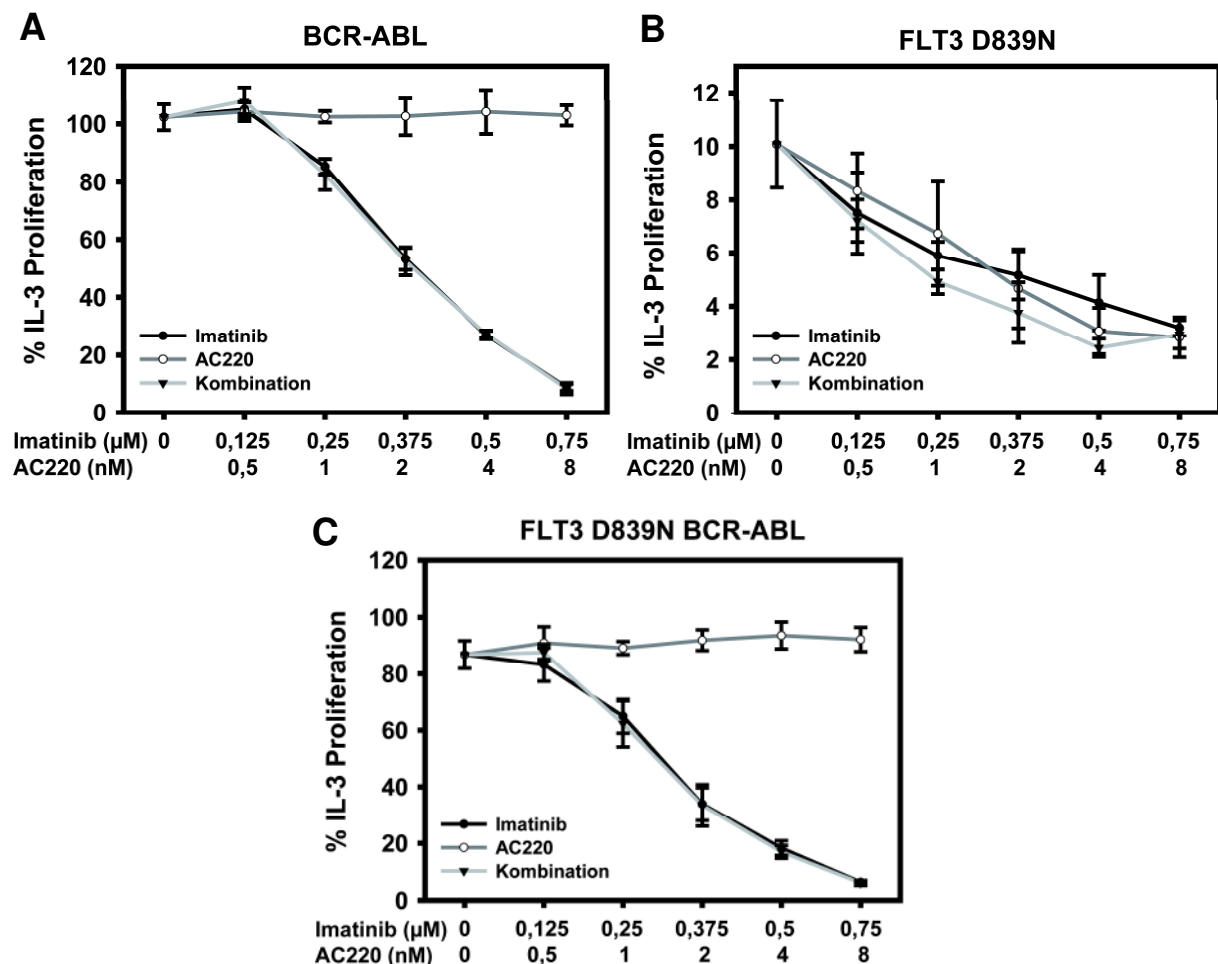 A
BCR-ABL
% IL-3 Proliferation
120
100
80
60
40
20
0
Imatinib
AC220
Kombination
Imatinib (µM) 0 0,125 0,25 0,375 0,5 0,75
AC220 (nM) 0,5 1 2 4 8
B
FLT3 D839N
% IL-3 Proliferation
12
10
8
6
4
2
0
Imatinib
AC220
Kombination
Imatinib (µM) 0 0,125 0,25 0,375 0,5 0,75
AC220 (nM) 0 0,5 1 2 4 8
C
FLT3 D839N BCR-ABL
% IL-3 Proliferation
120
100
80
60
40
20
0
Imatinib
AC220
Kombination
Imatinib (µM) 0 0,125 0,25 0,375 0,5 0,75
AC220 (nM) 0 0,5 1 2 4 8